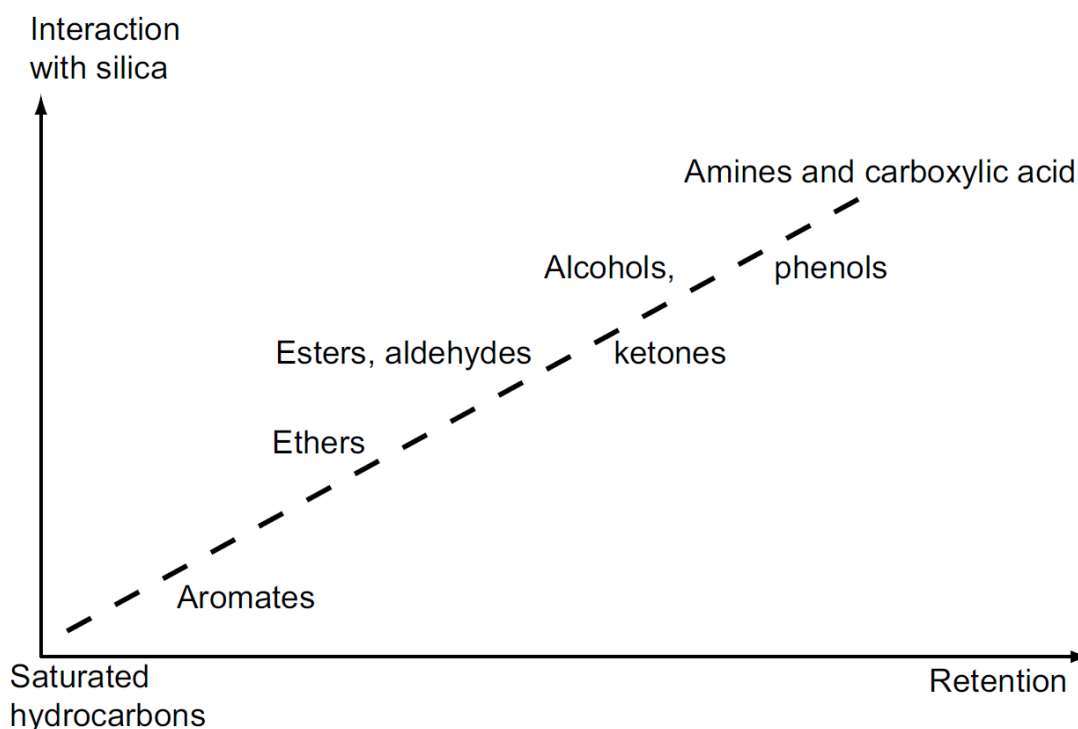 Interaction
with silica
Amines and carboxylic acid
Alcohols, phenols
Esters, aldehydes ketones
Ethers
Aromates
Saturated
hydrocarbons
Retention